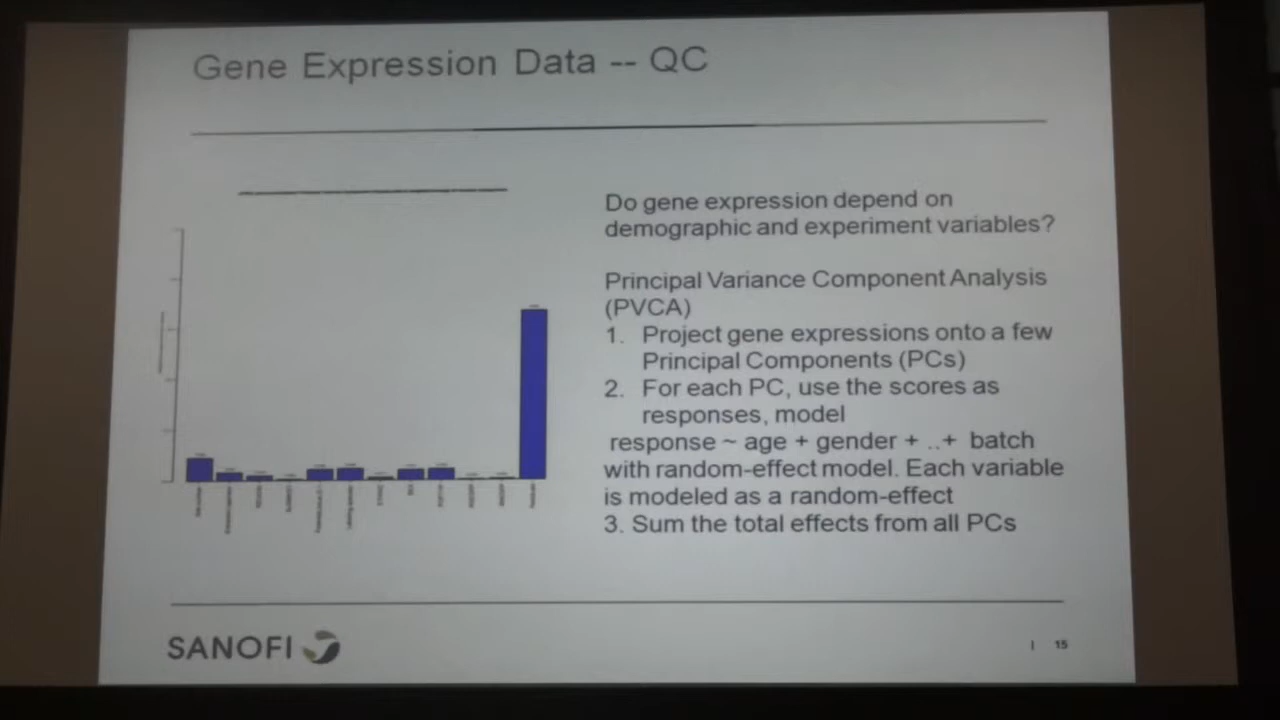 Gene Expression Data -- QC
Do gene expression depend on
demographic and experiment variables?
Principal Variance Component Analysis
(PVCA)
1. Project gene expressions onto a few
Principal Components (PCs)
2. For each PC, use the scores as
responses, model
response ~ age + gender + ..+ batch
with random-effect model. Each variable
is modeled as a random-effect
3. Sum the total effects from all PCs
SANOFI
| 15